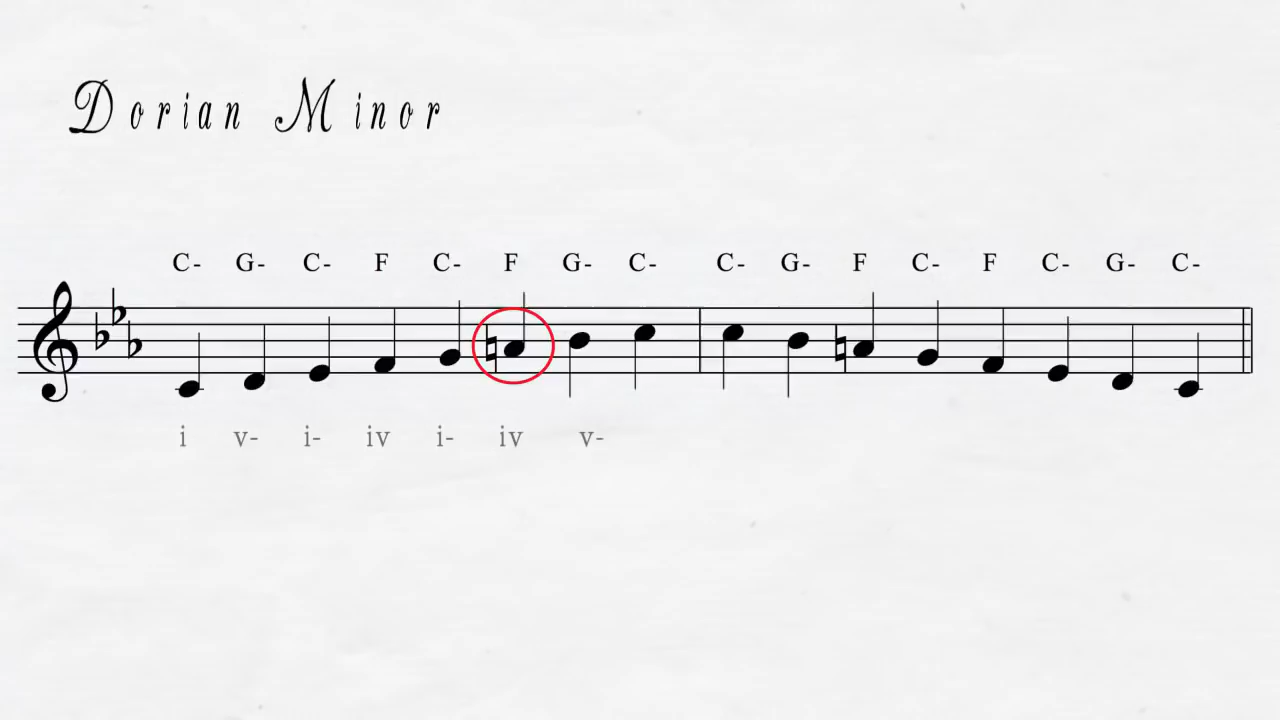 Dorian Minor
C- G- C- F C- F G- C- C- G- F C- F C- G- C-
i v- i- iv i- iv v-